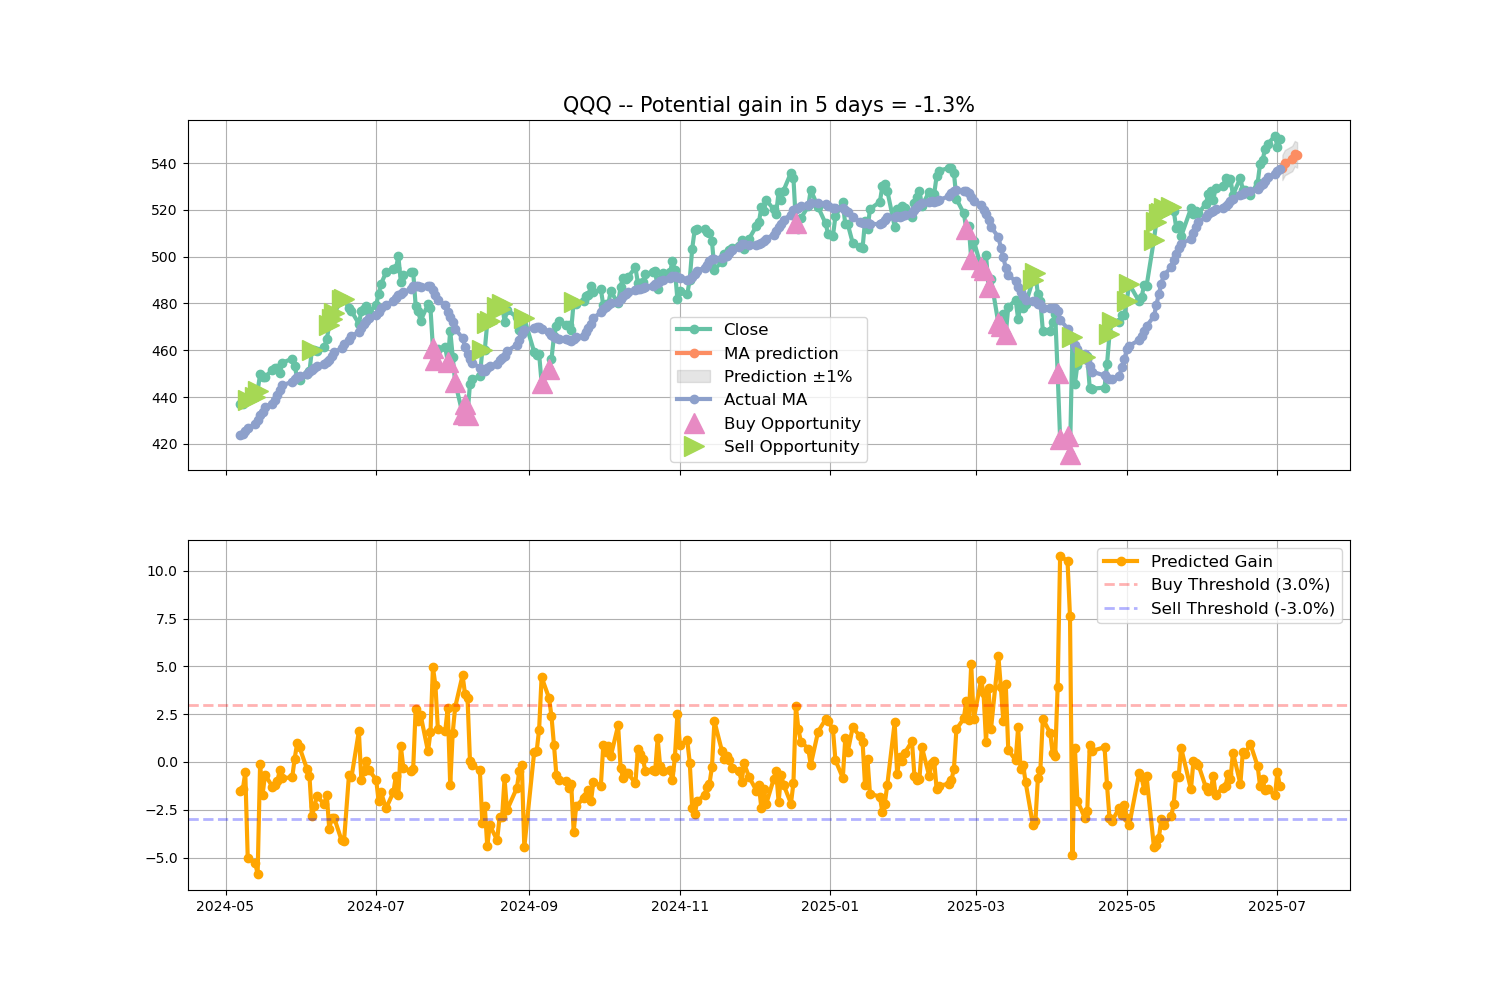 QQQ -- Potential gain in 5 days = -1.3%
540
520
500
480
460
440
420
Close
MA prediction
Prediction ±1%
Actual MA
Buy Opportunity
Sell Opportunity
10.0
7.5
5.0
2.5
0.0
−2.5
−5.0
Predicted Gain
Buy Threshold (3.0%)
Sell Threshold (-3.0%)
2024-05 2024-07 2024-09 2024-11 2025-01 2025-03 2025-05 2025-07